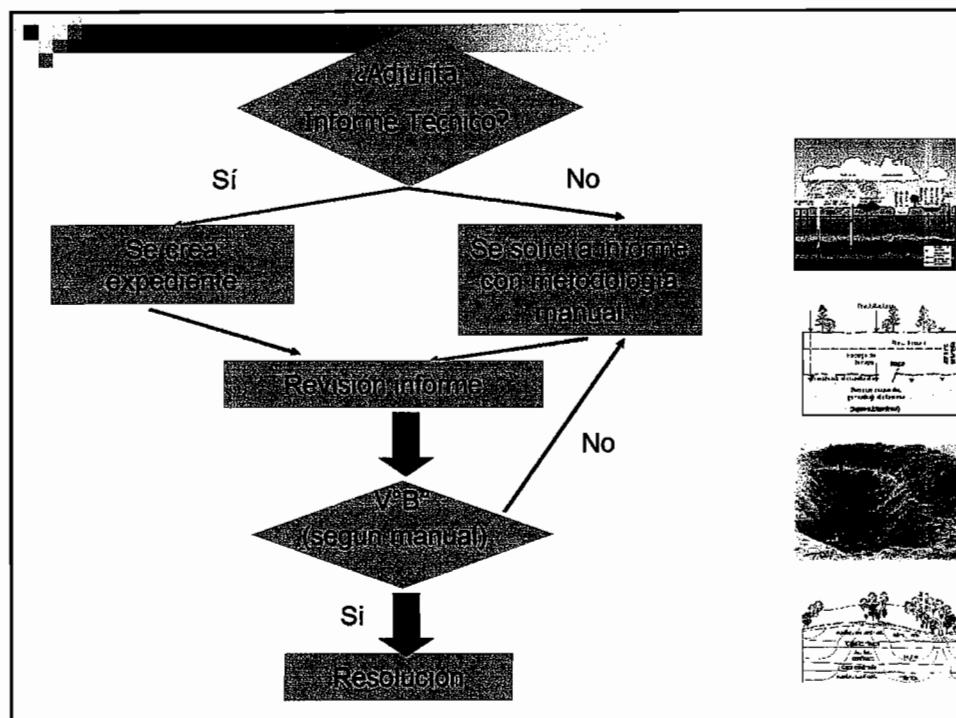 ¿Adjunta
Informe Técnico?
Sí
No
Se crea
expediente
Se solicita informe
con metodología
manual
Revisión informe
No
V°B°
(según manual)
Si
Resolución